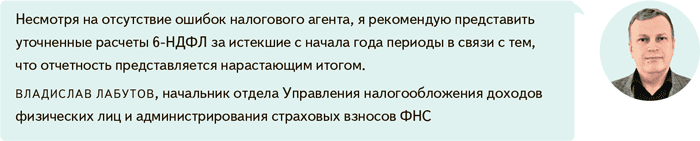 Несмотря на отсутствие ошибок налогового агента, я рекомендую представить
уточненные расчеты 6-НДФЛ за истекшие с начала года периоды в связи с тем,
что отчетность представляется нарастающим итогом.
ВЛАДИСЛАВ ЛАБУТОВ, начальник отдела Управления налогообложения доходов
физических лиц и администрирования страховых взносов ФНС